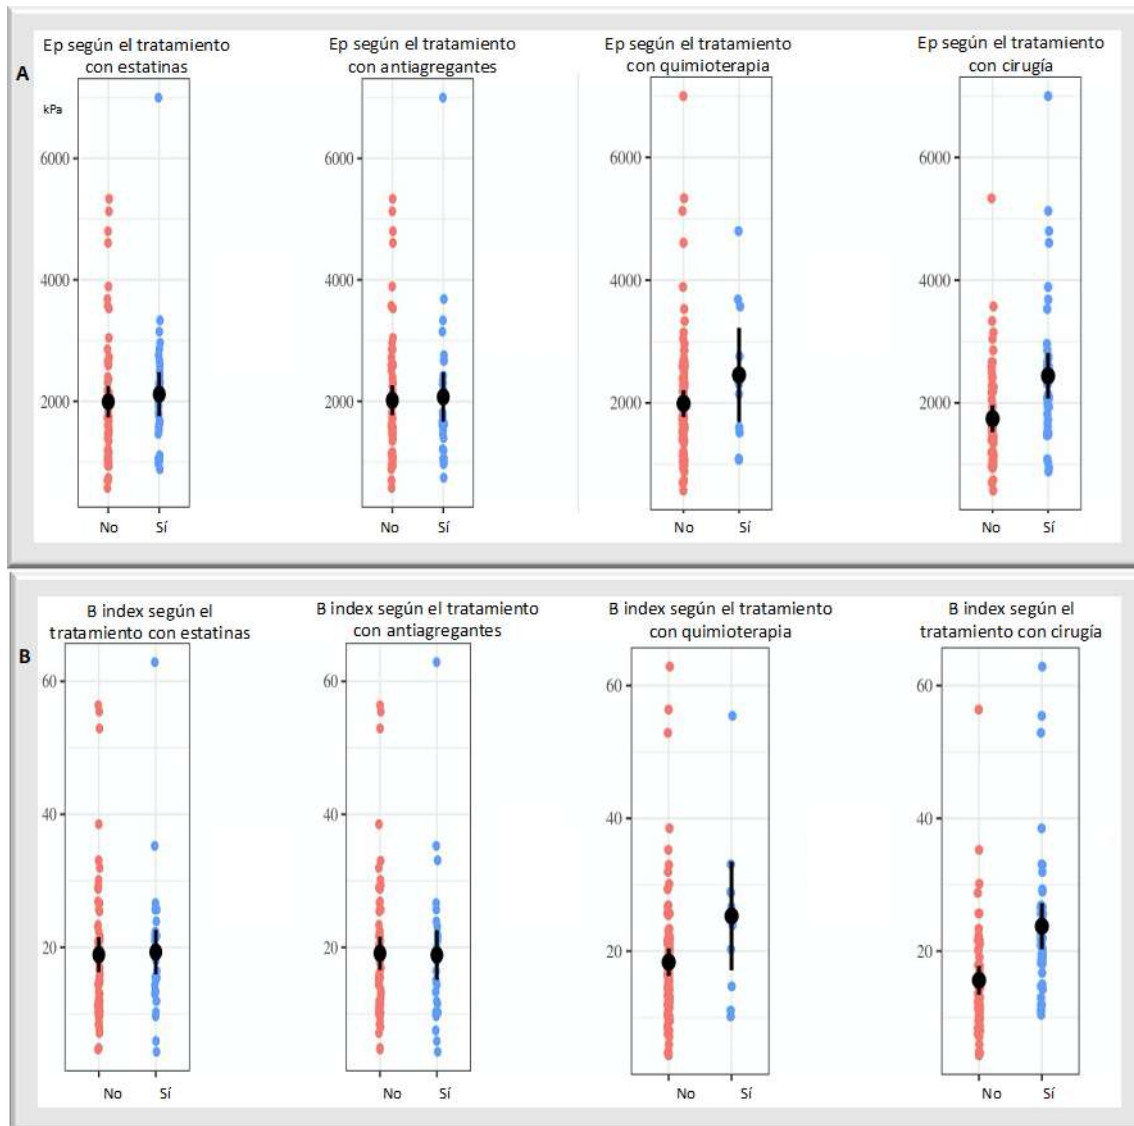 A
Ep según el tratamiento
con estatinas
kPa
6000
4000
2000
No Sí
Ep según el tratamiento
con antiagregantes
6000
4000
2000
No Sí
Ep según el tratamiento
con quimioterapia
6000
4000
2000
No Sí
Ep según el tratamiento
con cirugía
6000
4000
2000
No Sí
B
B index según el
tratamiento con estatinas
60
40
20
No Sí
B index según el tratamiento
con antiagregantes
60
40
20
No Sí
B index según el tratamiento
con quimioterapia
60
40
20
No Sí
B index según el
tratamiento con cirugía
60
40
20
No Sí